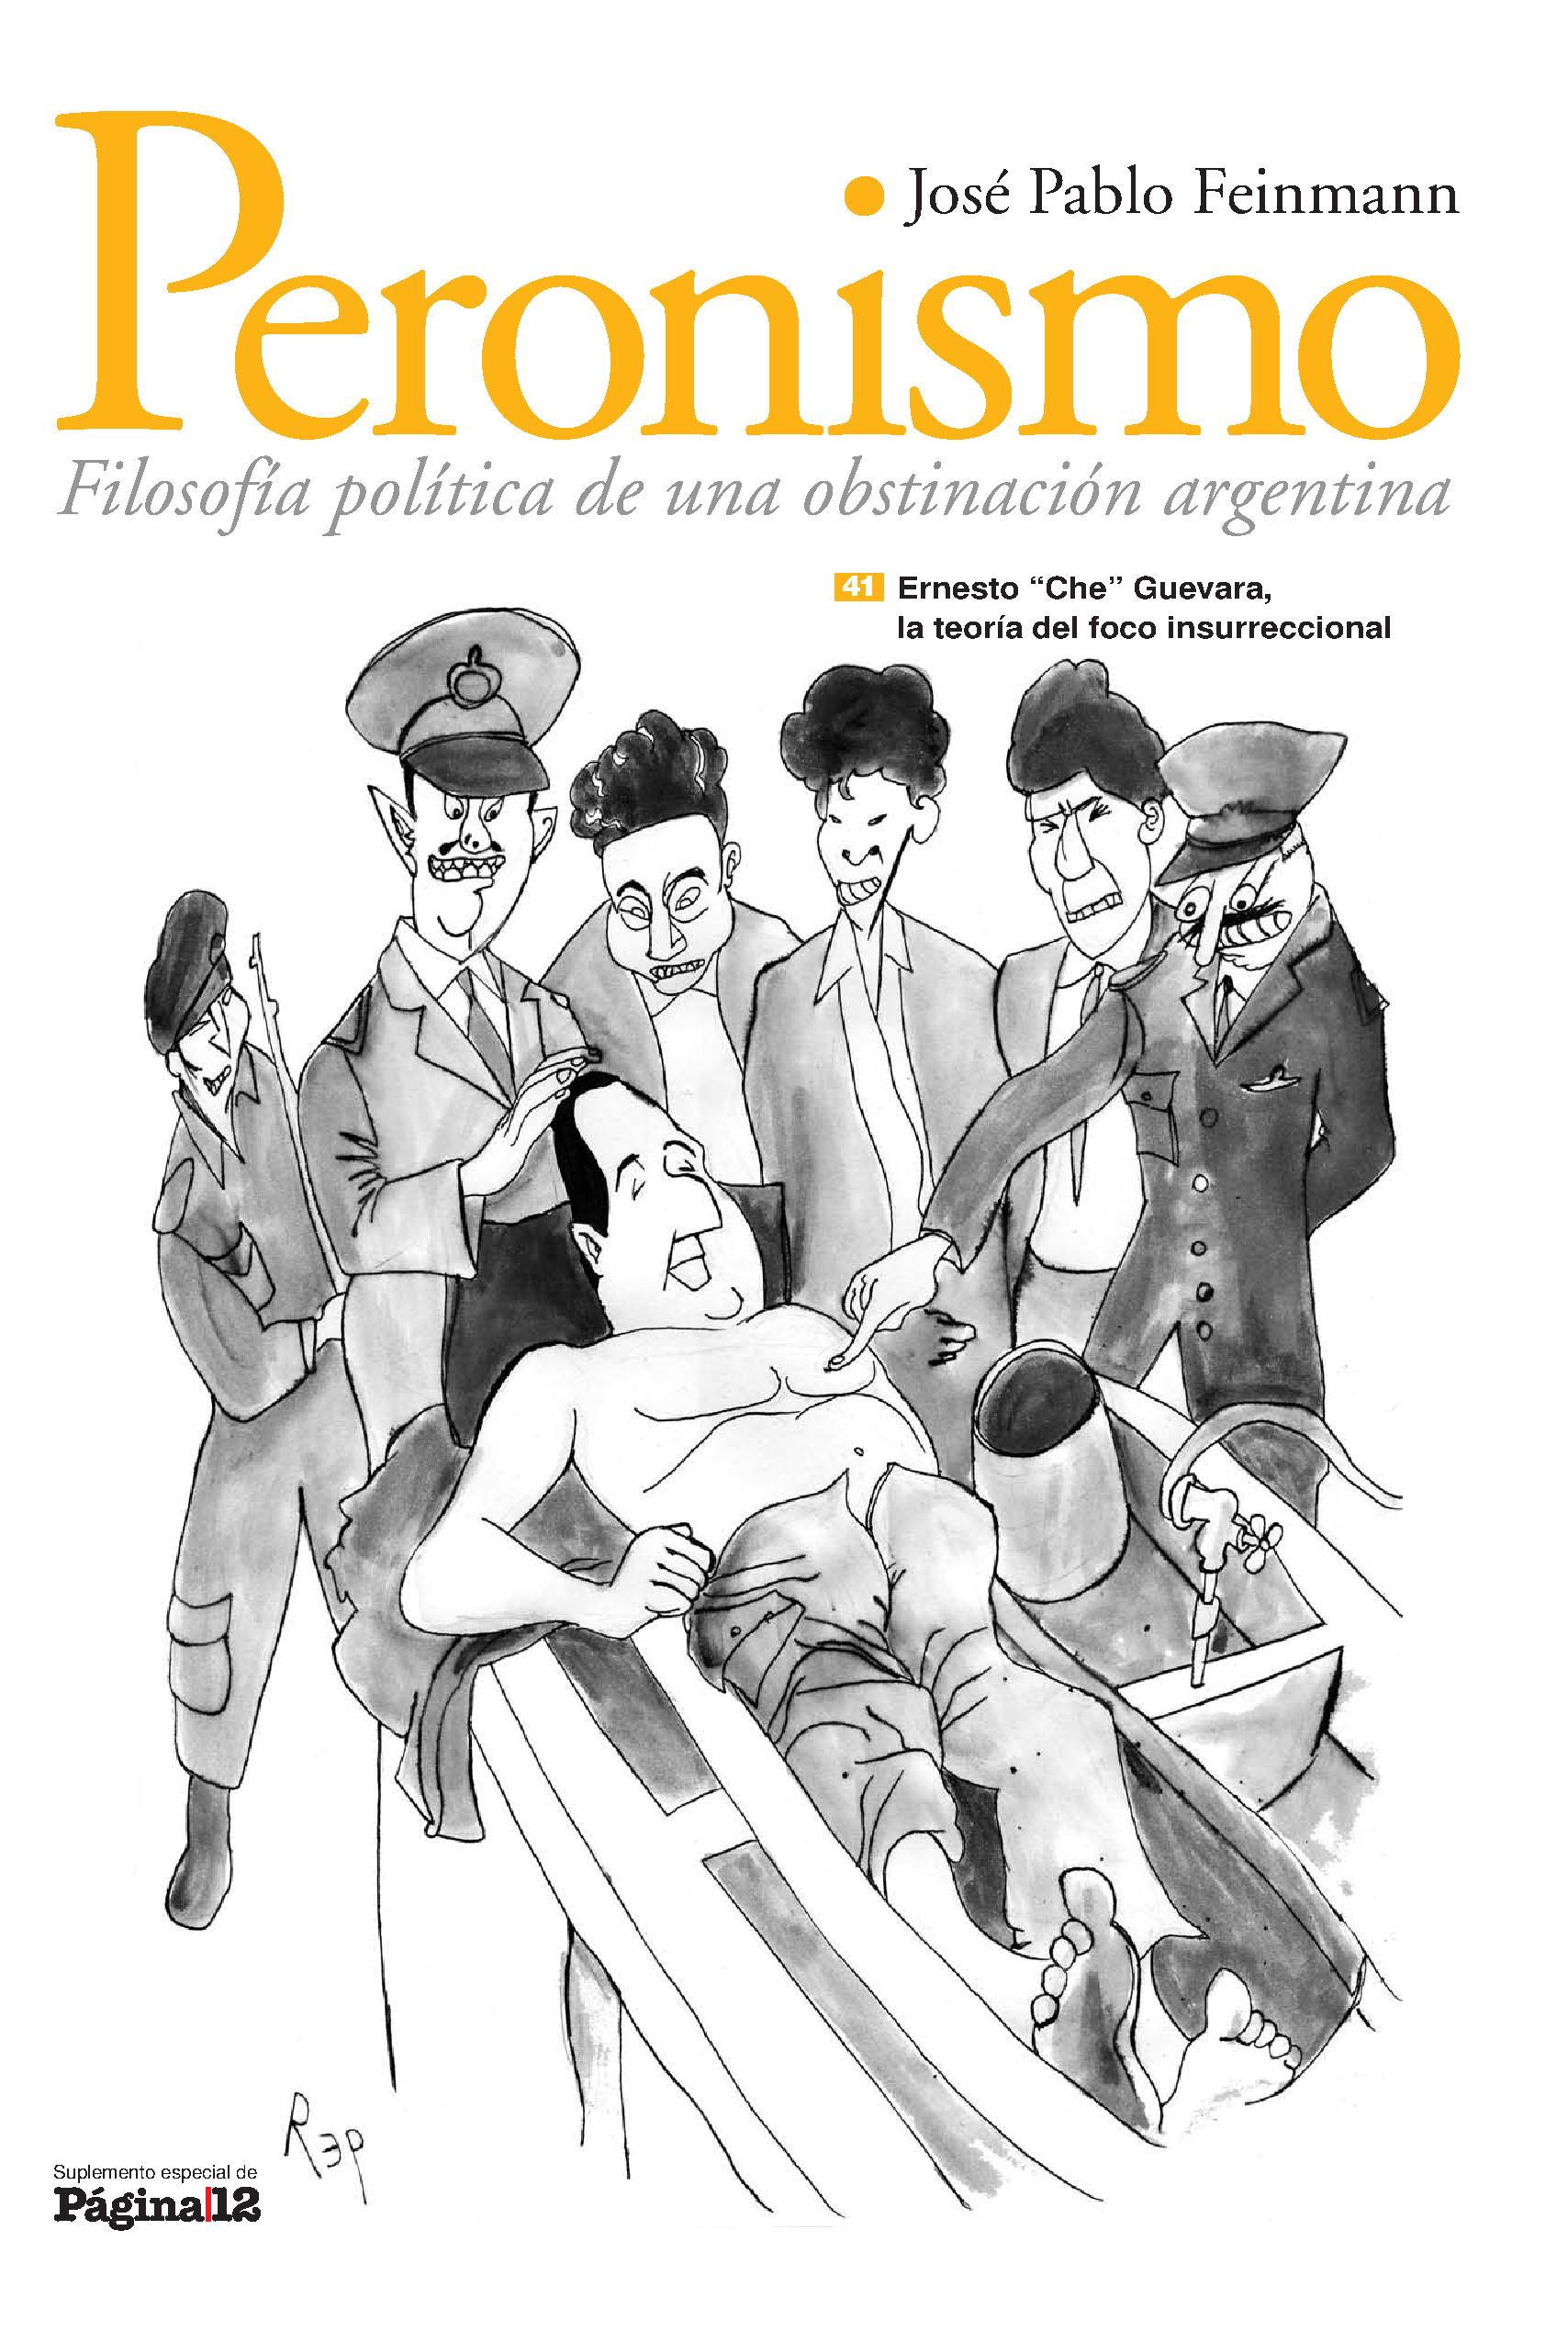 • José Pablo Feinmann
Peronismo
Filosofía política de una obstinación argentina
41 Ernesto “Che” Guevara,
la teoría del foco insurreccional
Rep
Suplemento especial de
Página|12